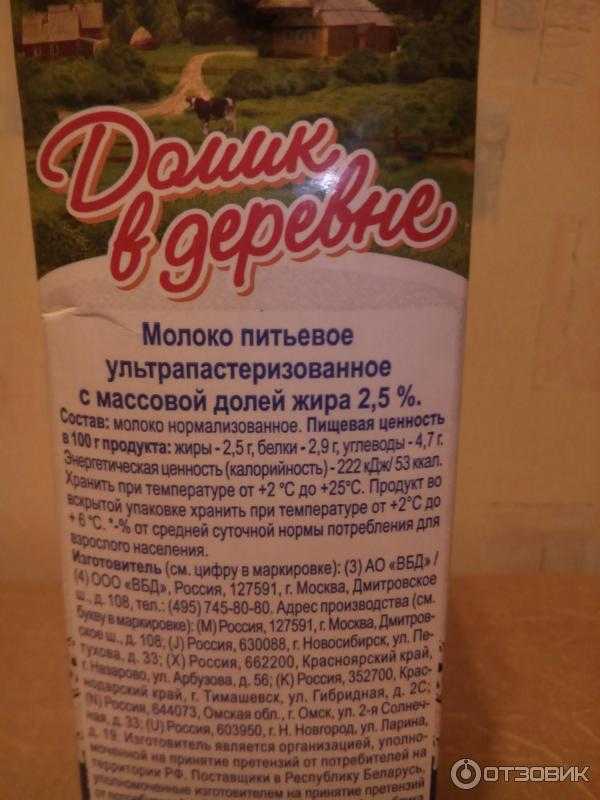 Домик
в деревне
Молоко питьевое
ультрапастеризованное
с массовой долей жира 2,5 %.
Состав: молоко нормализованное. Пищевая ценность
в 100 г продукта: жиры - 2,5 г, белки - 2,9 г, углеводы - 4,7 г.
Энергетическая ценность (калорийность) - 222 кДж/ 53 ккал.
Хранить при температуре от +2 °С до +25°С. Продукт во
вскрытой упаковке хранить при температуре от +2°С до
+ 6 °С. *-% от средней суточной нормы потребления для
взрослого населения.
Изготовитель (см. цифру в маркировке): (3) АО «ВБД» /
(4) ООО «ВБД», Россия, 127591, г. Москва, Дмитровское
ш., д. 108, тел.: (495) 745-80-80. Адрес производства (см.
букву в маркировке): (М) Россия, 127591, г. Москва, Дмитров-
ское ш., д. 108; (J) Россия, 630088, г. Новосибирск, ул. Пе-
тухова, д. 33; (X) Россия, 662200, Красноярский край,
г. Назарово, ул. Арбузова, д. 56; (K) Россия, 352700, Крас-
нодарский край, г. Тимашевск, ул. Гибридная, д. 2С;
(N) Россия, 644073, Омская обл., г. Омск, ул. 2-я Солнеч-
ная, д. 33; (U) Россия, 603950, г. Н. Новгород, ул. Ларина,
д. 19. Изготовитель является организацией, уполно-
моченной на принятие претензий от потребителей на
территории РФ. Поставщики в Республику Беларусь,
уполномоченные изготовителем на принятие претензий
от потребителей
ОТЗОВИК